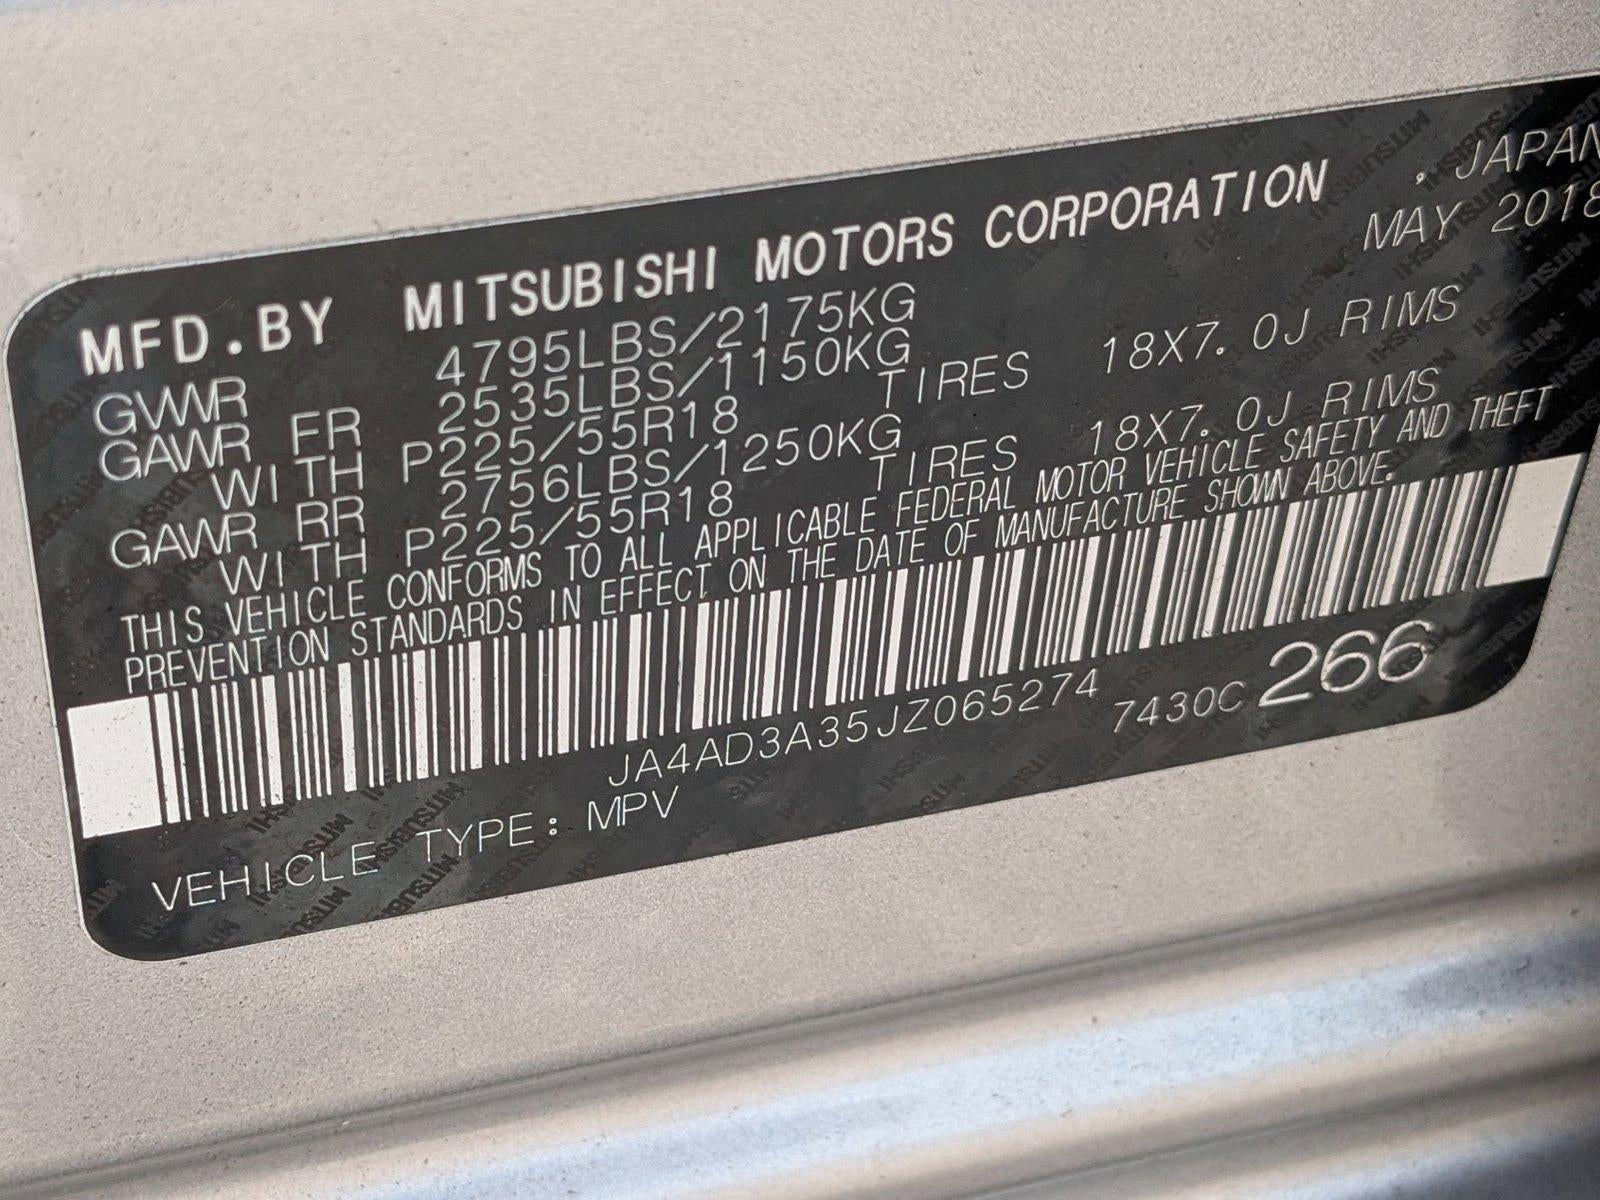 MFD.BY MITSUBISHI MOTORS CORPORATION , JAPAN
GVWR 4795LBS/2175KG MAY 2018
GAWR FR 2535LBS/1150KG
WITH P225/55R18 TIRES 18X7.0J RIMS
GAWR RR 2756LBS/1250KG
WITH P225/55R18 TIRES 18X7.0J RIMS
THIS VEHICLE CONFORMS TO ALL APPLICABLE FEDERAL MOTOR VEHICLE SAFETY AND THEFT
PREVENTION STANDARDS IN EFFECT ON THE DATE OF MANUFACTURE SHOWN ABOVE.
JA4AD3A35JZ065274 7430C 266
VEHICLE TYPE: MPV